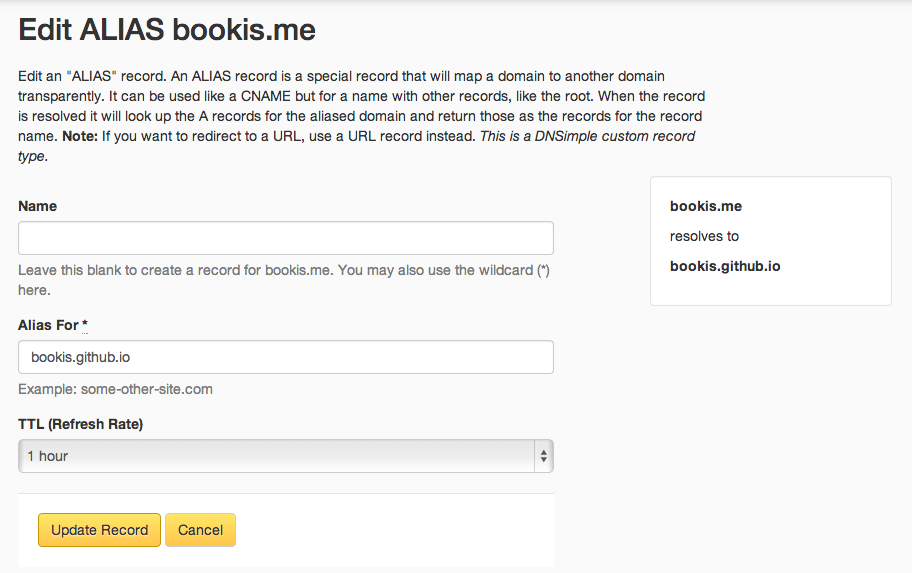 Edit ALIAS bookis.me
Edit an "ALIAS" record. An ALIAS record is a special record that will map a domain to another domain
transparently. It can be used like a CNAME but for a name with other records, like the root. When the record
is resolved it will look up the A records for the aliased domain and return those as the records for the record
name. Note: If you want to redirect to a URL, use a URL record instead. This is a DNSimple custom record
type.
Name
Leave this blank to create a record for bookis.me. You may also use the wildcard (*)
here.
Alias For *
bookis.github.io
Example: some-other-site.com
TTL (Refresh Rate)
1 hour
Update Record
Cancel
bookis.me
resolves to
bookis.github.io